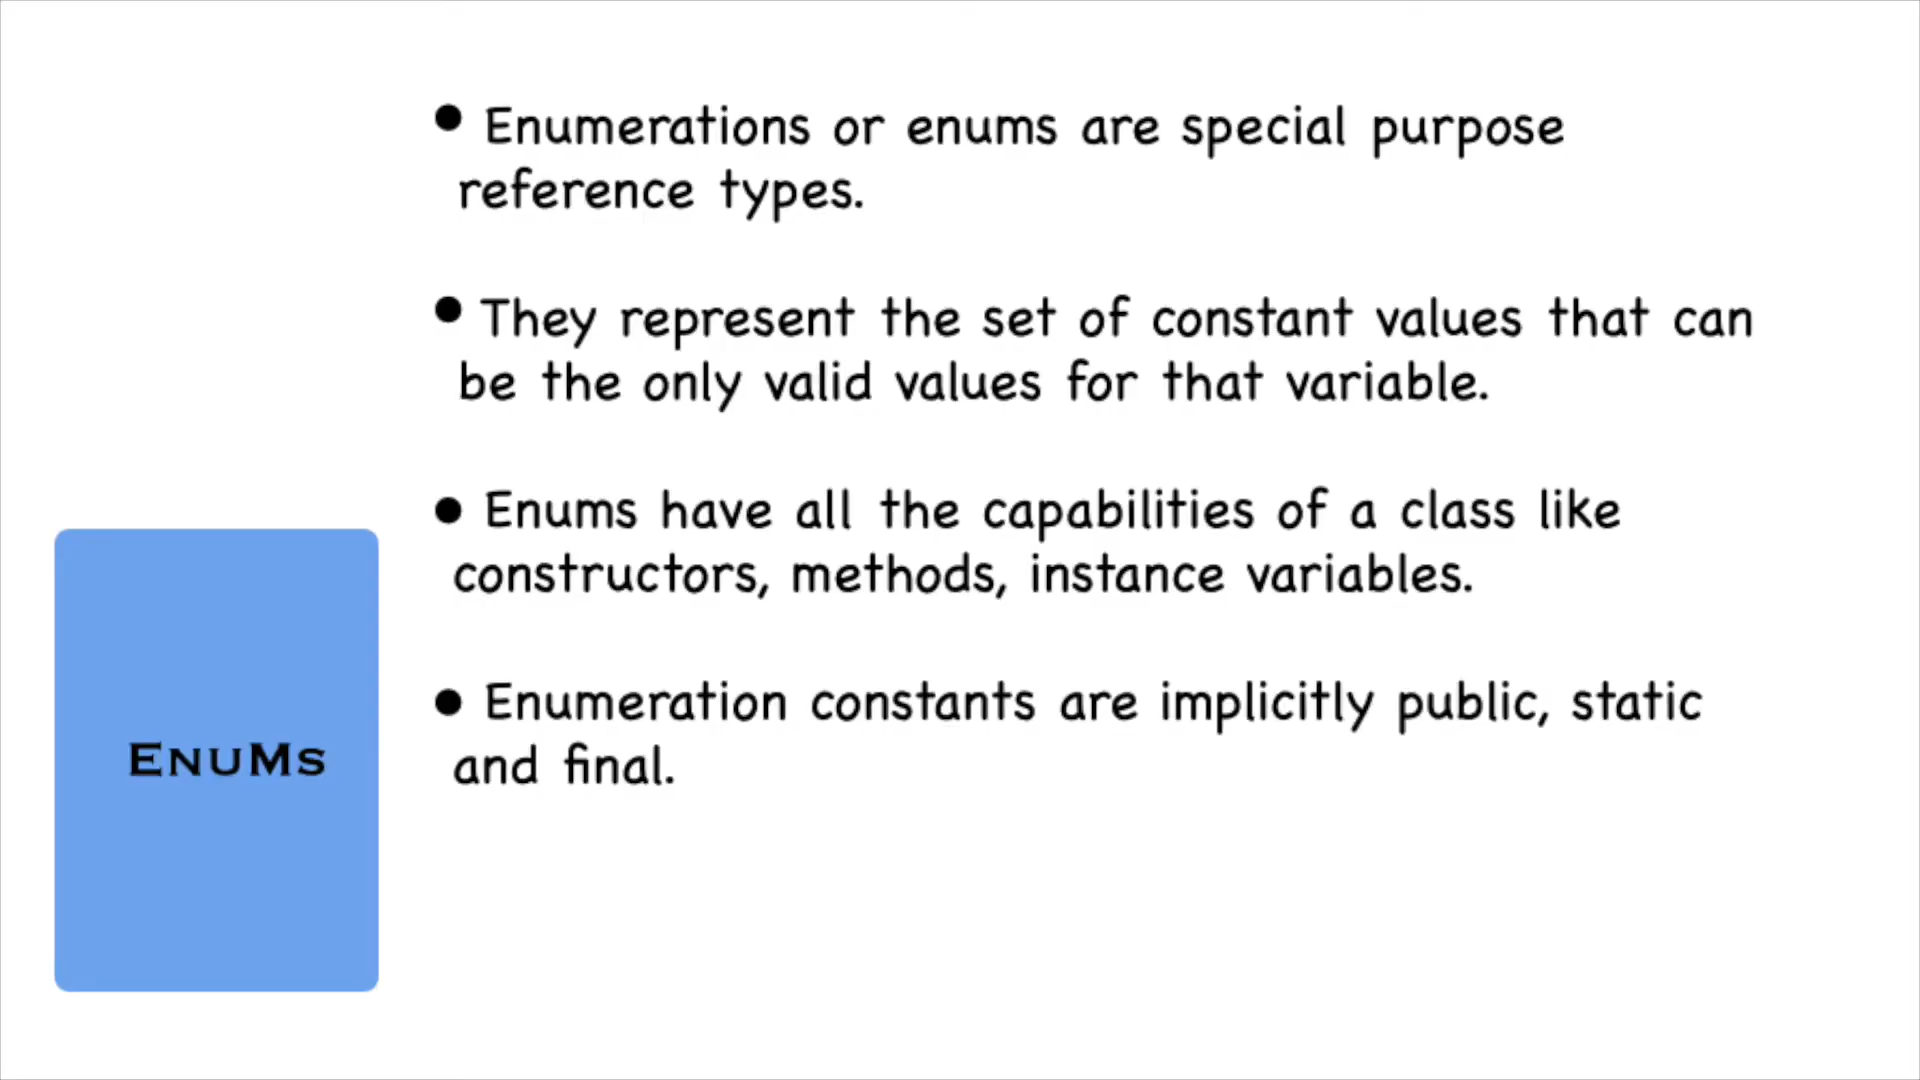 • Enumerations or enums are special purpose
reference types.
• They represent the set of constant values that can
be the only valid values for that variable.
• Enums have all the capabilities of a class like
constructors, methods, instance variables.
• Enumeration constants are implicitly public, static
and final.
EnuMs